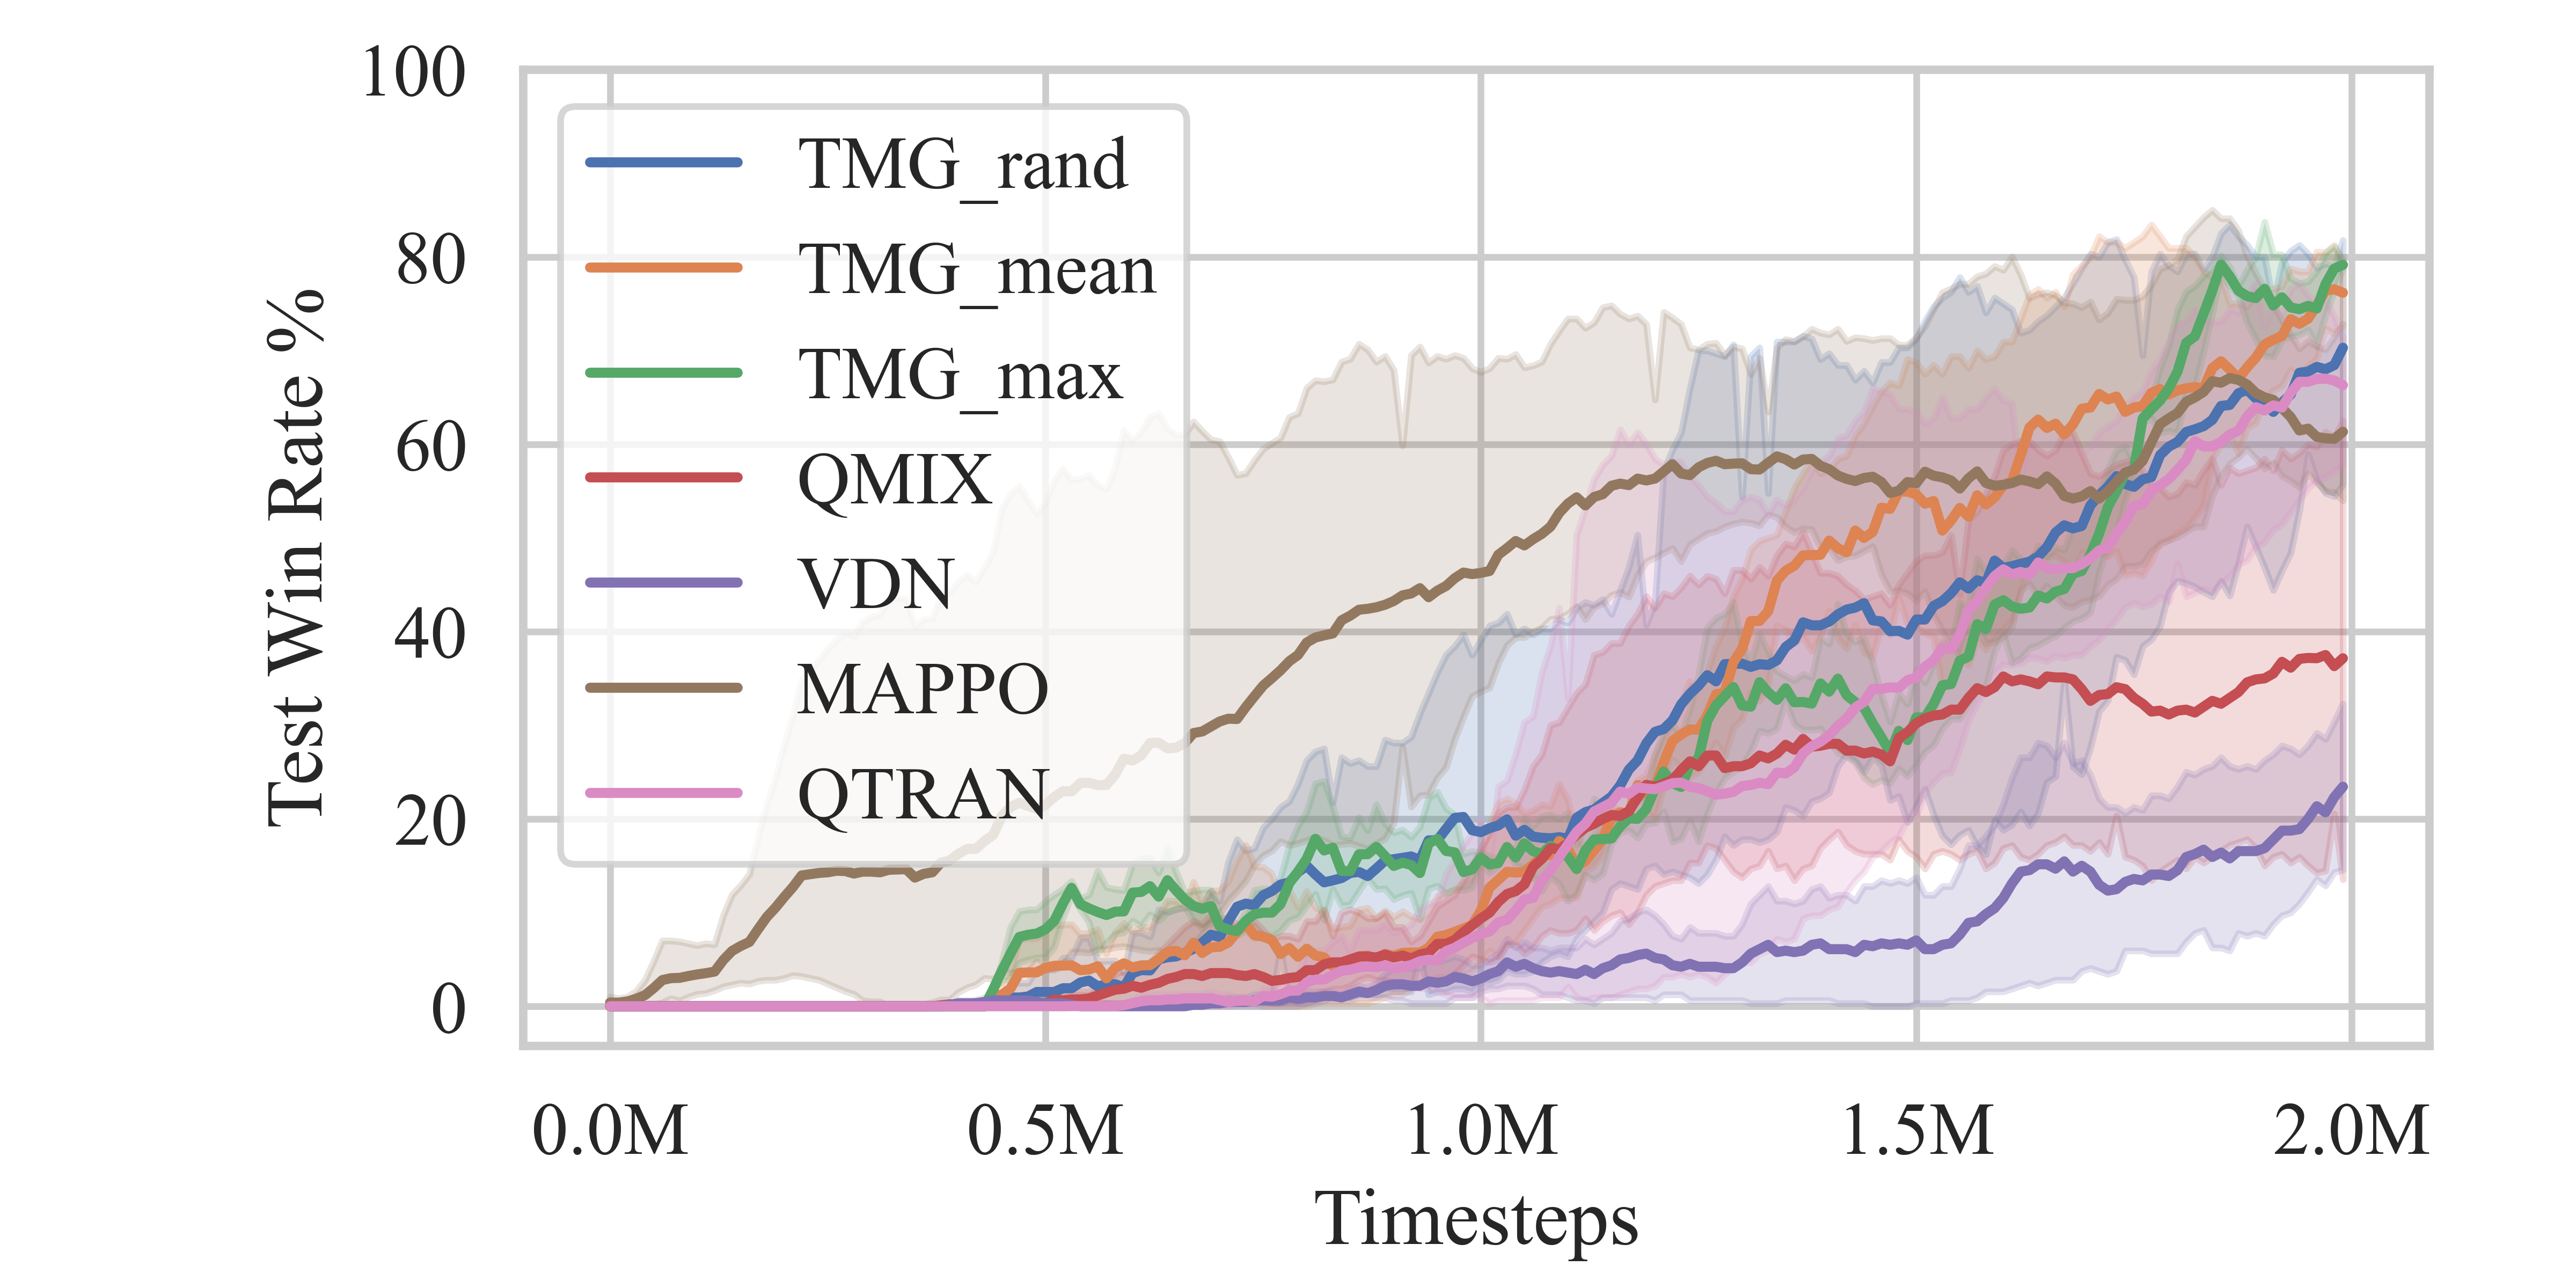 100
80
60
40
20
0
Test Win Rate %
TMG_rand
TMG_mean
TMG_max
QMIX
VDN
MAPPO
QTRAN
0.0M 0.5M 1.0M 1.5M 2.0M
Timesteps